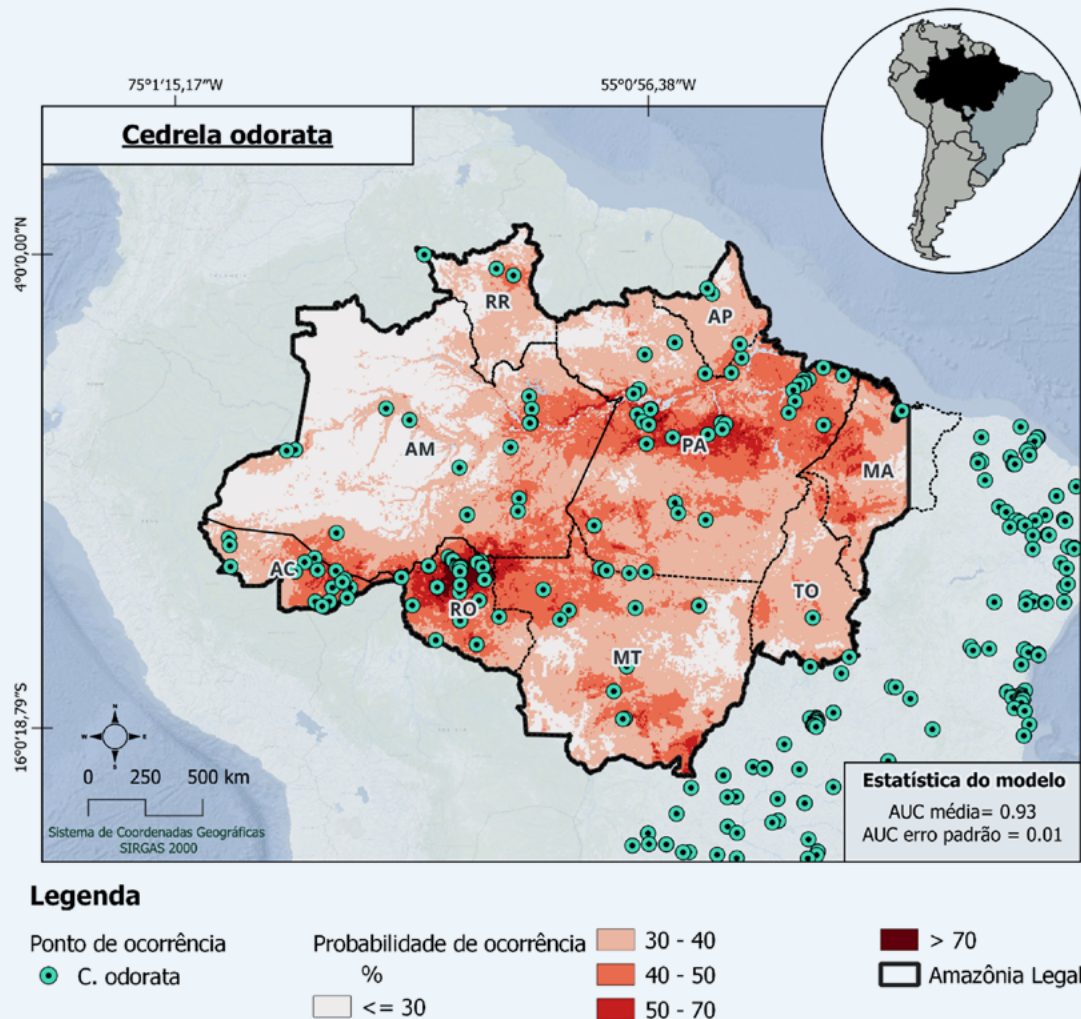 75°1'15,17"W
55°0'56,38"W
Cedrela odorata
4°0'0,00"N
RR
AP
AM
PA
MA
AC
RO
TO
MT
16°0'18,79"S
N
W
E
S
0 250 500 km
Sistema de Coordenadas Geográficas
SIRGAS 2000
Estatística do modelo
AUC média= 0.93
AUC erro padrão = 0.01
Legenda
Ponto de ocorrência
C. odorata
Probabilidade de ocorrência
%
<= 30
30 - 40
40 - 50
50 - 70
> 70
Amazônia Legal